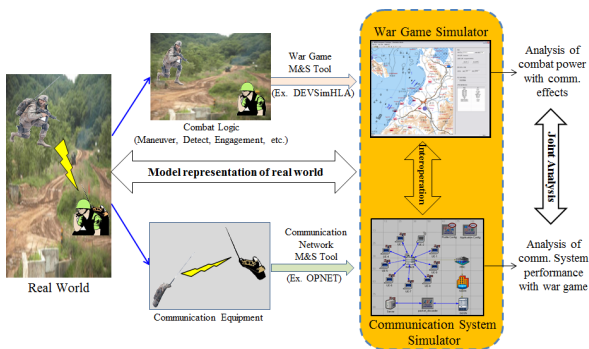 Real World
Combat Logic
(Maneuver, Detect, Engagement, etc.)
War Game
M&S Tool
(Ex. DEVSimHLA)
Model representation of real world
Communication Equipment
Communication
Network
M&S Tool
(Ex. OPNET)
War Game Simulator
Interoperation
Communication System
Simulator
Analysis of
combat power
with comm.
effects
Joint Analysis
Analysis of
comm. System
performance
with war game